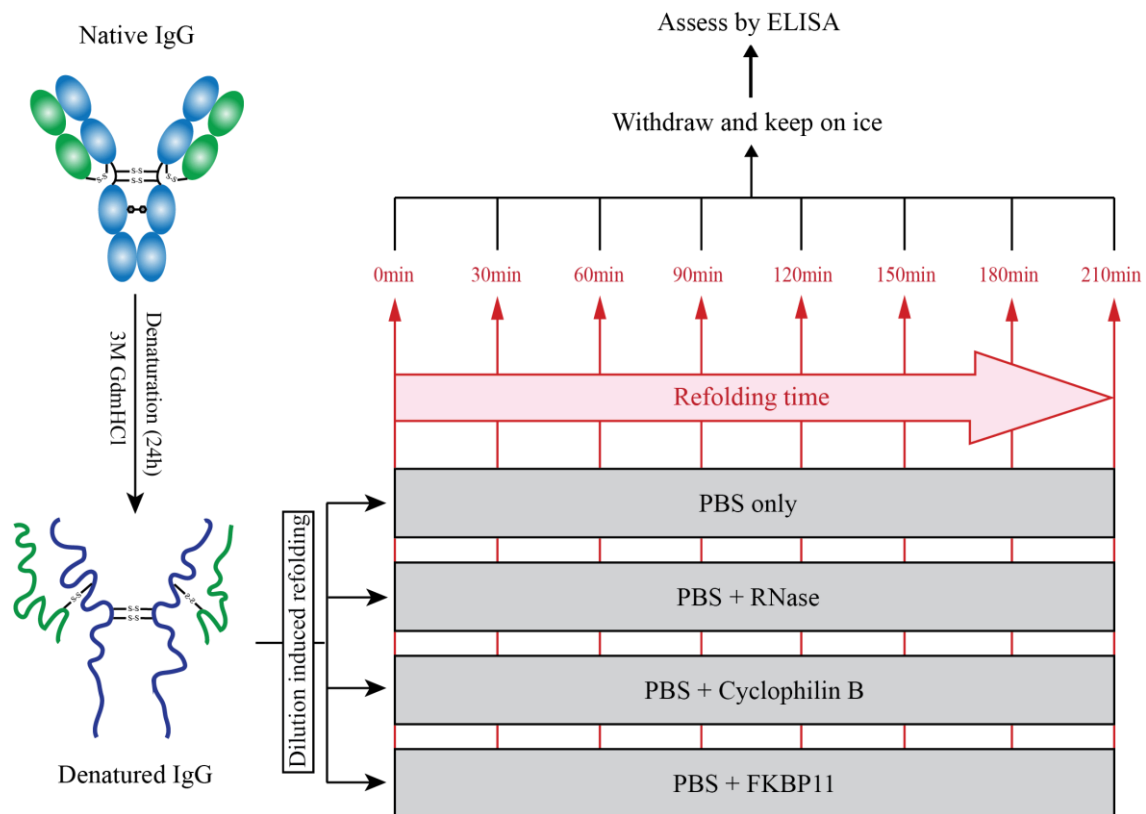 Assess by ELISA
Native IgG
Withdraw and keep on ice
S-S
S-S
S-S
S-S
0min 30min 60min 90min 120min 150min 180min 210min
Denaturation (24h)
3M GdmHCl
Refolding time
PBS only
PBS + RNase
PBS + Cyclophilin B
PBS + FKBP11
Dilution induced refolding
S-S
S-S
S-S
S-S
Denatured IgG